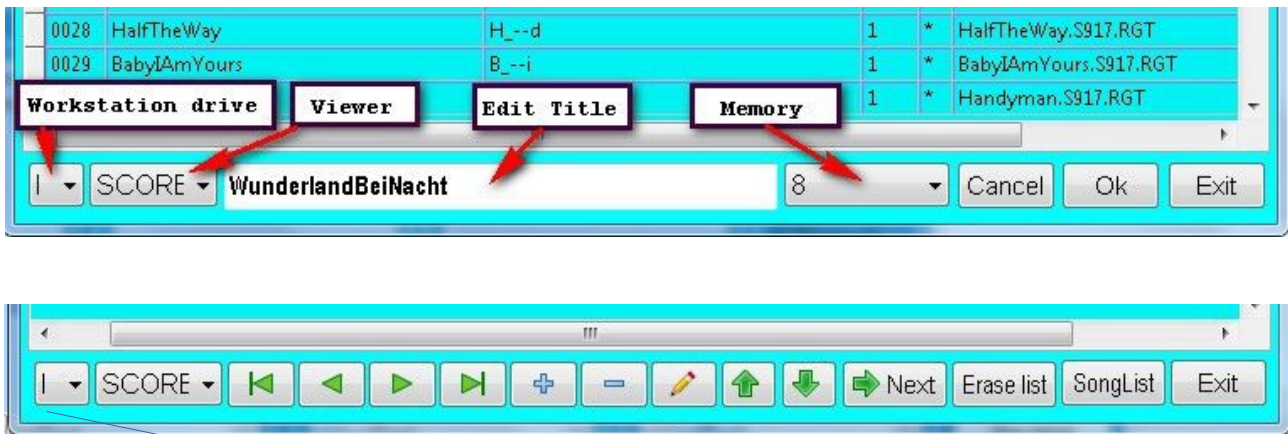 0028 HalfTheWay H_--d 1 * HalfTheWay.S917.RGT
0029 BabyIAmYours B_--i 1 * BabyIAmYours.S917.RGT
1 * Handyman.S917.RGT
Workstation drive Viewer Edit Title Memory
I SCORE WunderlandBeiNacht 8 Cancel Ok Exit
I SCORE Next Erase list SongList Exit